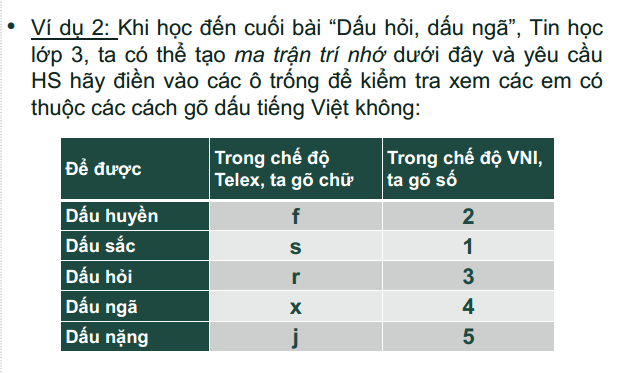 • Ví dụ 2: Khi học đến cuối bài “Dấu hỏi, dấu ngã”, Tin học
lớp 3, ta có thể tạo ma trận trí nhớ dưới đây và yêu cầu
HS hãy điền vào các ô trống để kiểm tra xem các em có
thuộc các cách gõ dấu tiếng Việt không:
Để được | Trong chế độ Telex, ta gõ chữ | Trong chế độ VNI, ta gõ số
Dấu huyền | f | 2
Dấu sắc | s | 1
Dấu hỏi | r | 3
Dấu ngã | x | 4
Dấu nặng | j | 5